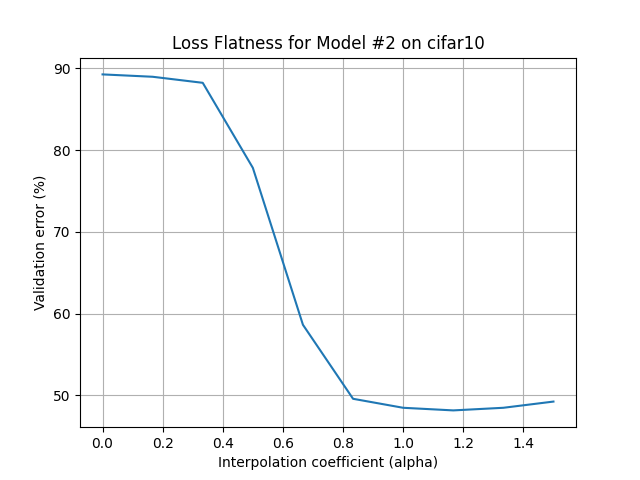 Loss Flatness for Model #2 on cifar10
Validation error (%)
90
80
70
60
50
0.0 0.2 0.4 0.6 0.8 1.0 1.2 1.4
Interpolation coefficient (alpha)